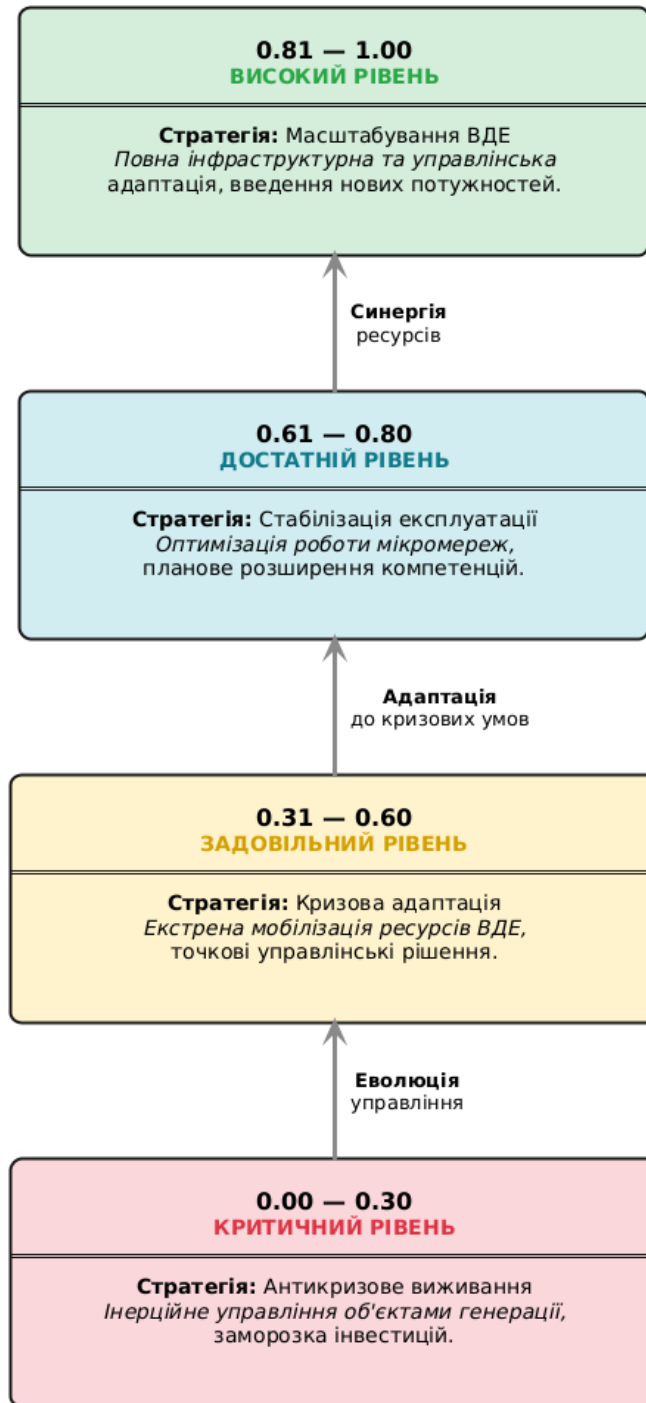 0.81 — 1.00
ВИСОКИЙ РІВЕНЬ
Стратегія: Масштабування ВДЕ
Повна інфраструктурна та управлінська
адаптація, введення нових потужностей.
Синергія
ресурсів
0.61 — 0.80
ДОСТАТНІЙ РІВЕНЬ
Стратегія: Стабілізація експлуатації
Оптимізація роботи мікромереж,
планове розширення компетенцій.
Адаптація
до кризових умов
0.31 — 0.60
ЗАДОВІЛЬНИЙ РІВЕНЬ
Стратегія: Кризова адаптація
Екстрена мобілізація ресурсів ВДЕ,
точкові управлінські рішення.
Еволюція
управління
0.00 — 0.30
КРИТИЧНИЙ РІВЕНЬ
Стратегія: Антикризове виживання
Інерційне управління об'єктами генерації,
заморозка інвестицій.